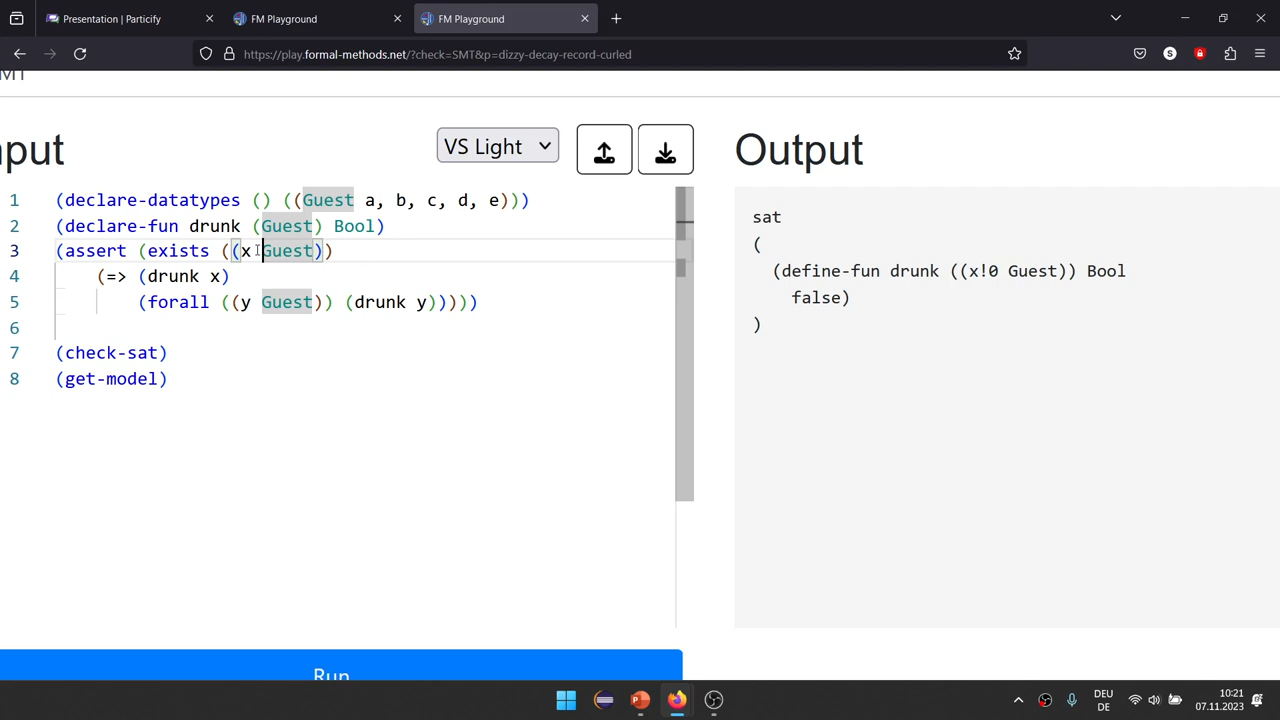 Presentation | Particify
FM Playground
FM Playground
https://play.formal-methods.net/?check=SMT&p=dizzy-decay-record-curled
MT
nput
VS Light
Output
1 (declare-datatypes () ((Guest a, b, c, d, e)))
2 (declare-fun drunk (Guest) Bool)
3 (assert (exists ((x Guest))
4 (=> (drunk x)
5 (forall ((y Guest)) (drunk y)))))
6
7 (check-sat)
8 (get-model)
sat
(
(define-fun drunk ((x!0 Guest)) Bool
false)
)
Run
DEU
DE
10:21
07.11.2023